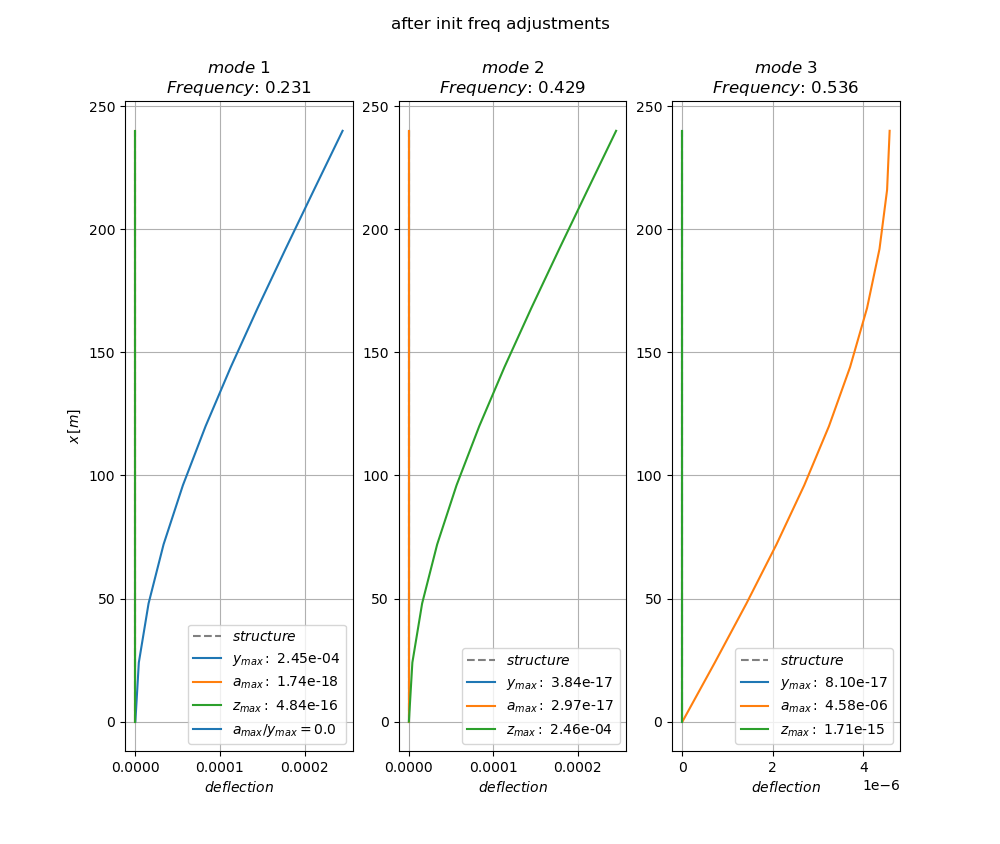 after init freq adjustments
mode 1
Frequency: 0.231
250
200
150
100
50
0
x [m]
structure
y_max: 2.45e-04
a_max: 1.74e-18
z_max: 4.84e-16
a_max/y_max = 0.0
0.0000 0.0001 0.0002
deflection
mode 2
Frequency: 0.429
250
200
150
100
50
0
structure
y_max: 3.84e-17
a_max: 2.97e-17
z_max: 2.46e-04
0.0000 0.0001 0.0002
deflection
mode 3
Frequency: 0.536
250
200
150
100
50
0
structure
y_max: 8.10e-17
a_max: 4.58e-06
z_max: 1.71e-15
0 2 4
1e−6
deflection